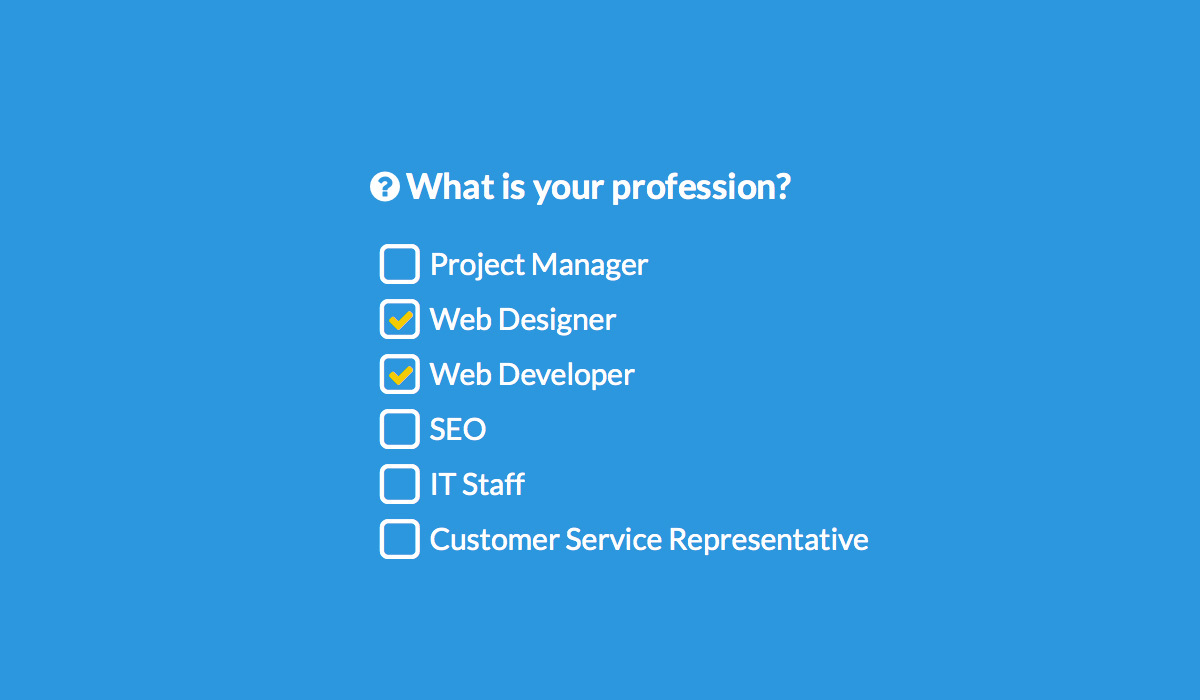 What is your profession?
Project Manager
Web Designer
Web Developer
SEO
IT Staff
Customer Service Representative